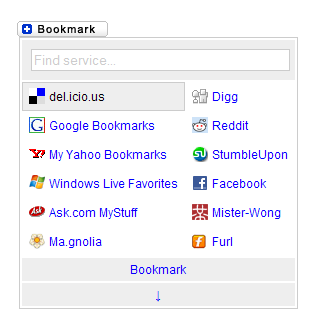 Bookmark
Find service...
del.icio.us
Digg
Google Bookmarks
Reddit
My Yahoo Bookmarks
StumbleUpon
Windows Live Favorites
Facebook
Ask.com MyStuff
Mister-Wong
Ma.gnolia
Furl
Bookmark
↓